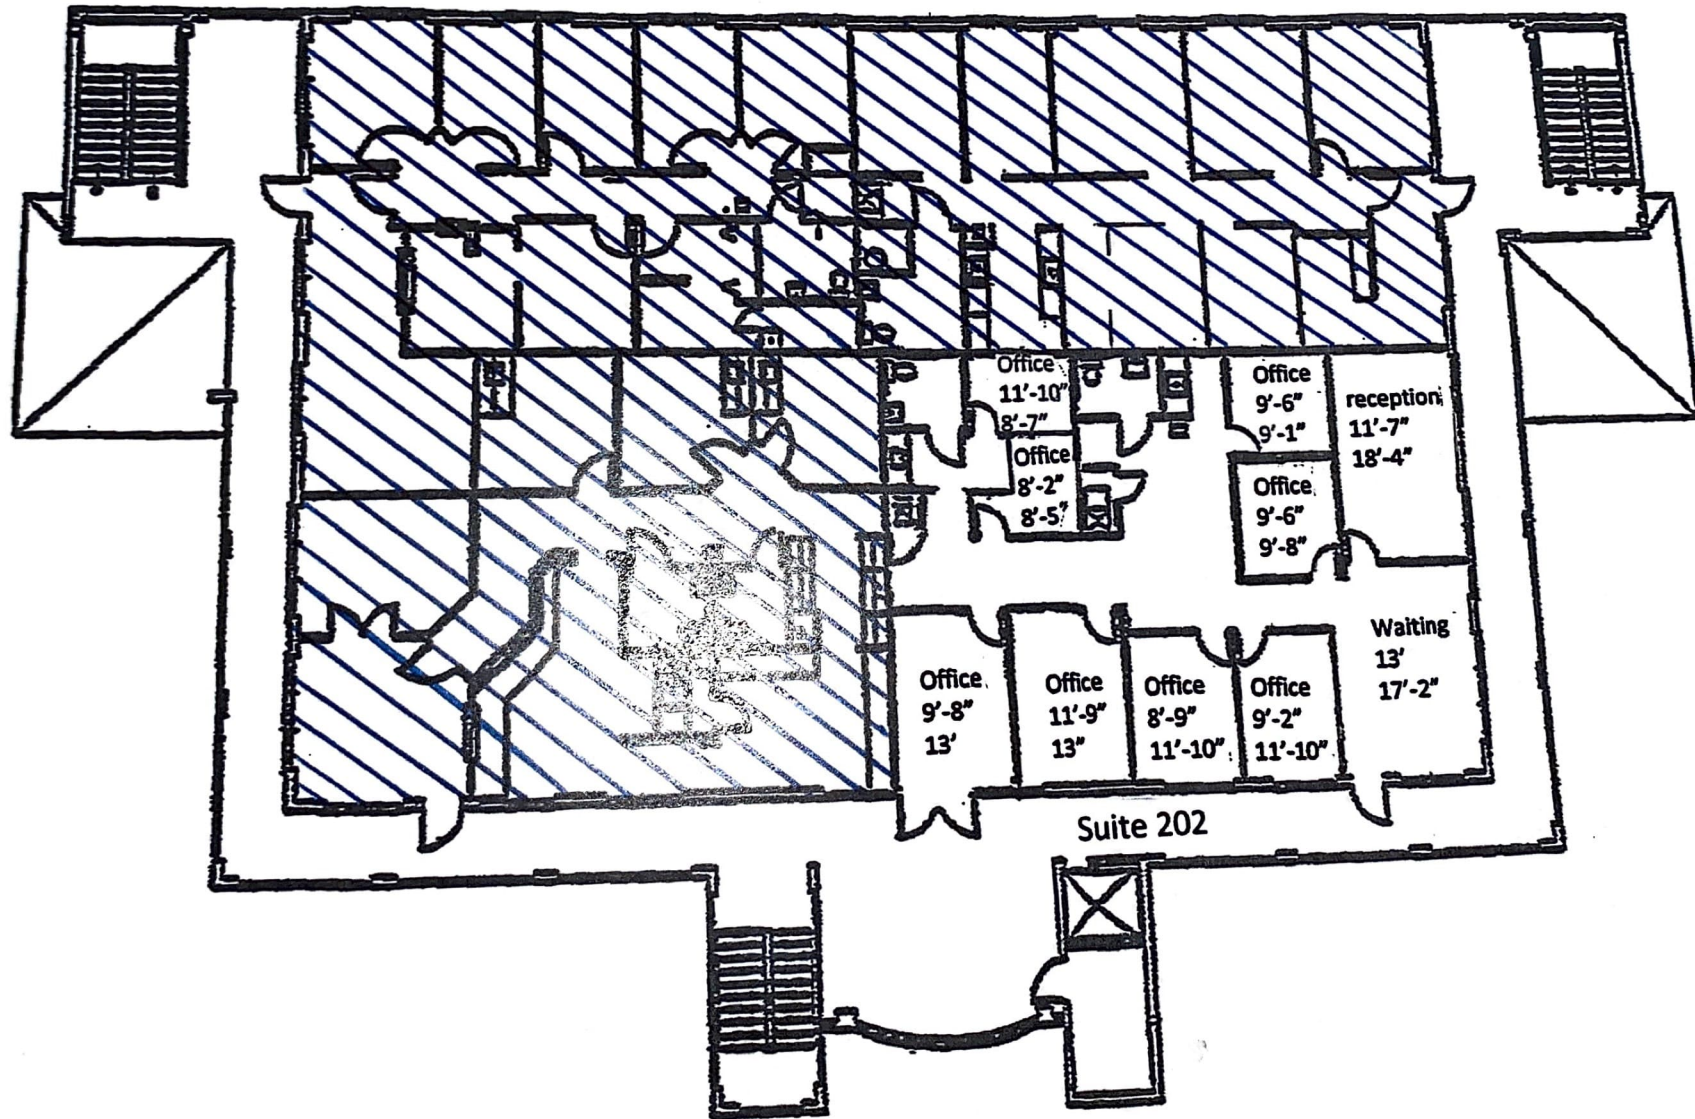 Office
11'-10"
8'-7"
Office
8'-2"
8'-5"
Office
9'-6"
9'-1"
reception
11'-7"
18'-4"
Office
9'-6"
9'-8"
Office
9'-8"
13'
Office
11'-9"
13"
Office
8'-9"
11'-10"
Office
9'-2"
11'-10"
Waiting
13'
17'-2"
Suite 202